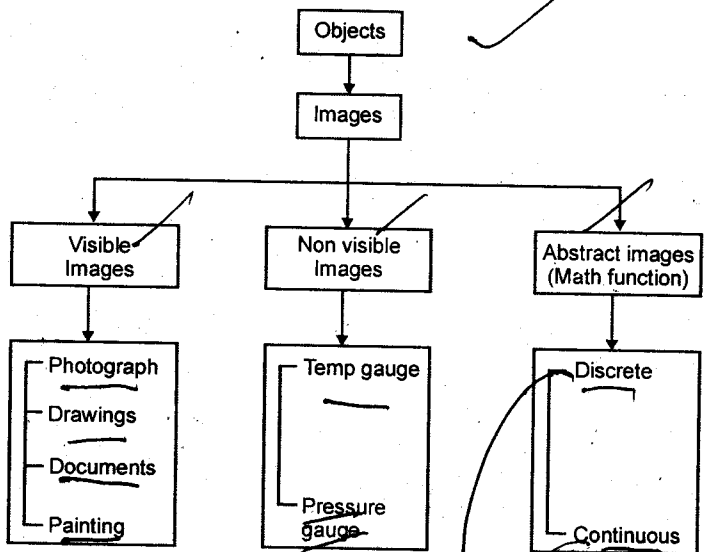 Objects
Images
Visible
Images
Non visible
Images
Abstract images
(Math function)
Photograph
Drawings
Documents
Painting
Temp gauge
Pressure
gauge
Discrete
Continuous